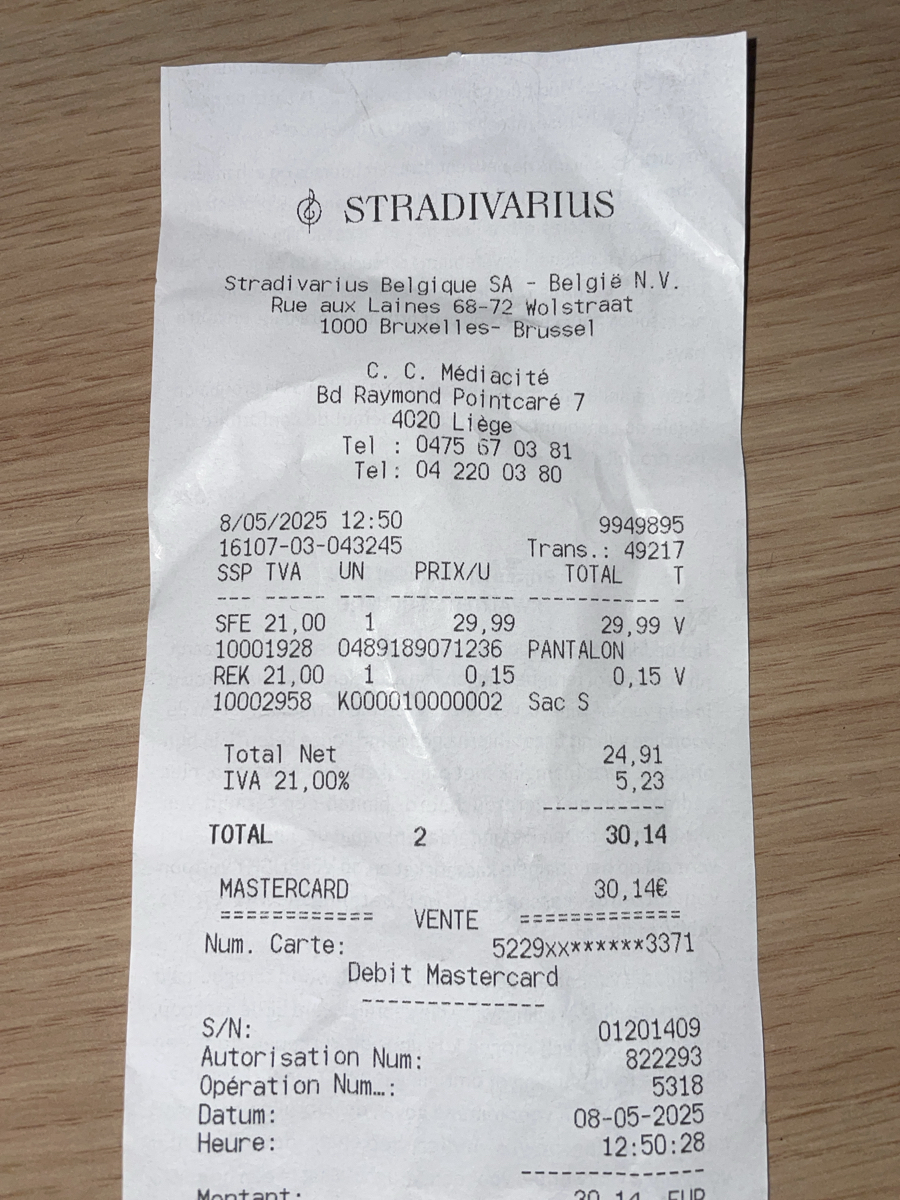 STRADIVARIUS
Stradivarius Belgique SA - België N.V.
Rue aux Laines 68-72 Wolstraat
1000 Bruxelles- Brussel
C. C. Médiacité
Bd Raymond Pointcaré 7
4020 Liège
Tel : 0475 67 03 81
Tel: 04 220 03 80
8/05/2025 12:50 9949895
16107-03-043245 Trans.: 49217
SSP TVA UN PRIX/U TOTAL T
--- ----- --- ---------- ----------- -
SFE 21,00 1 29,99 29,99 V
10001928 0489189071236 PANTALON
REK 21,00 1 0,15 0,15 V
10002958 K000010000002 Sac S
Total Net 24,91
IVA 21,00% 5,23
-------------
TOTAL 2 30,14
MASTERCARD 30,14€
============ VENTE =============
Num. Carte: 5229xx******3371
Debit Mastercard
--------------
S/N: 01201409
Autorisation Num: 822293
Opération Num…: 5318
Datum: 08-05-2025
Heure: 12:50:28
--------------
Montant: 30,14 EUR